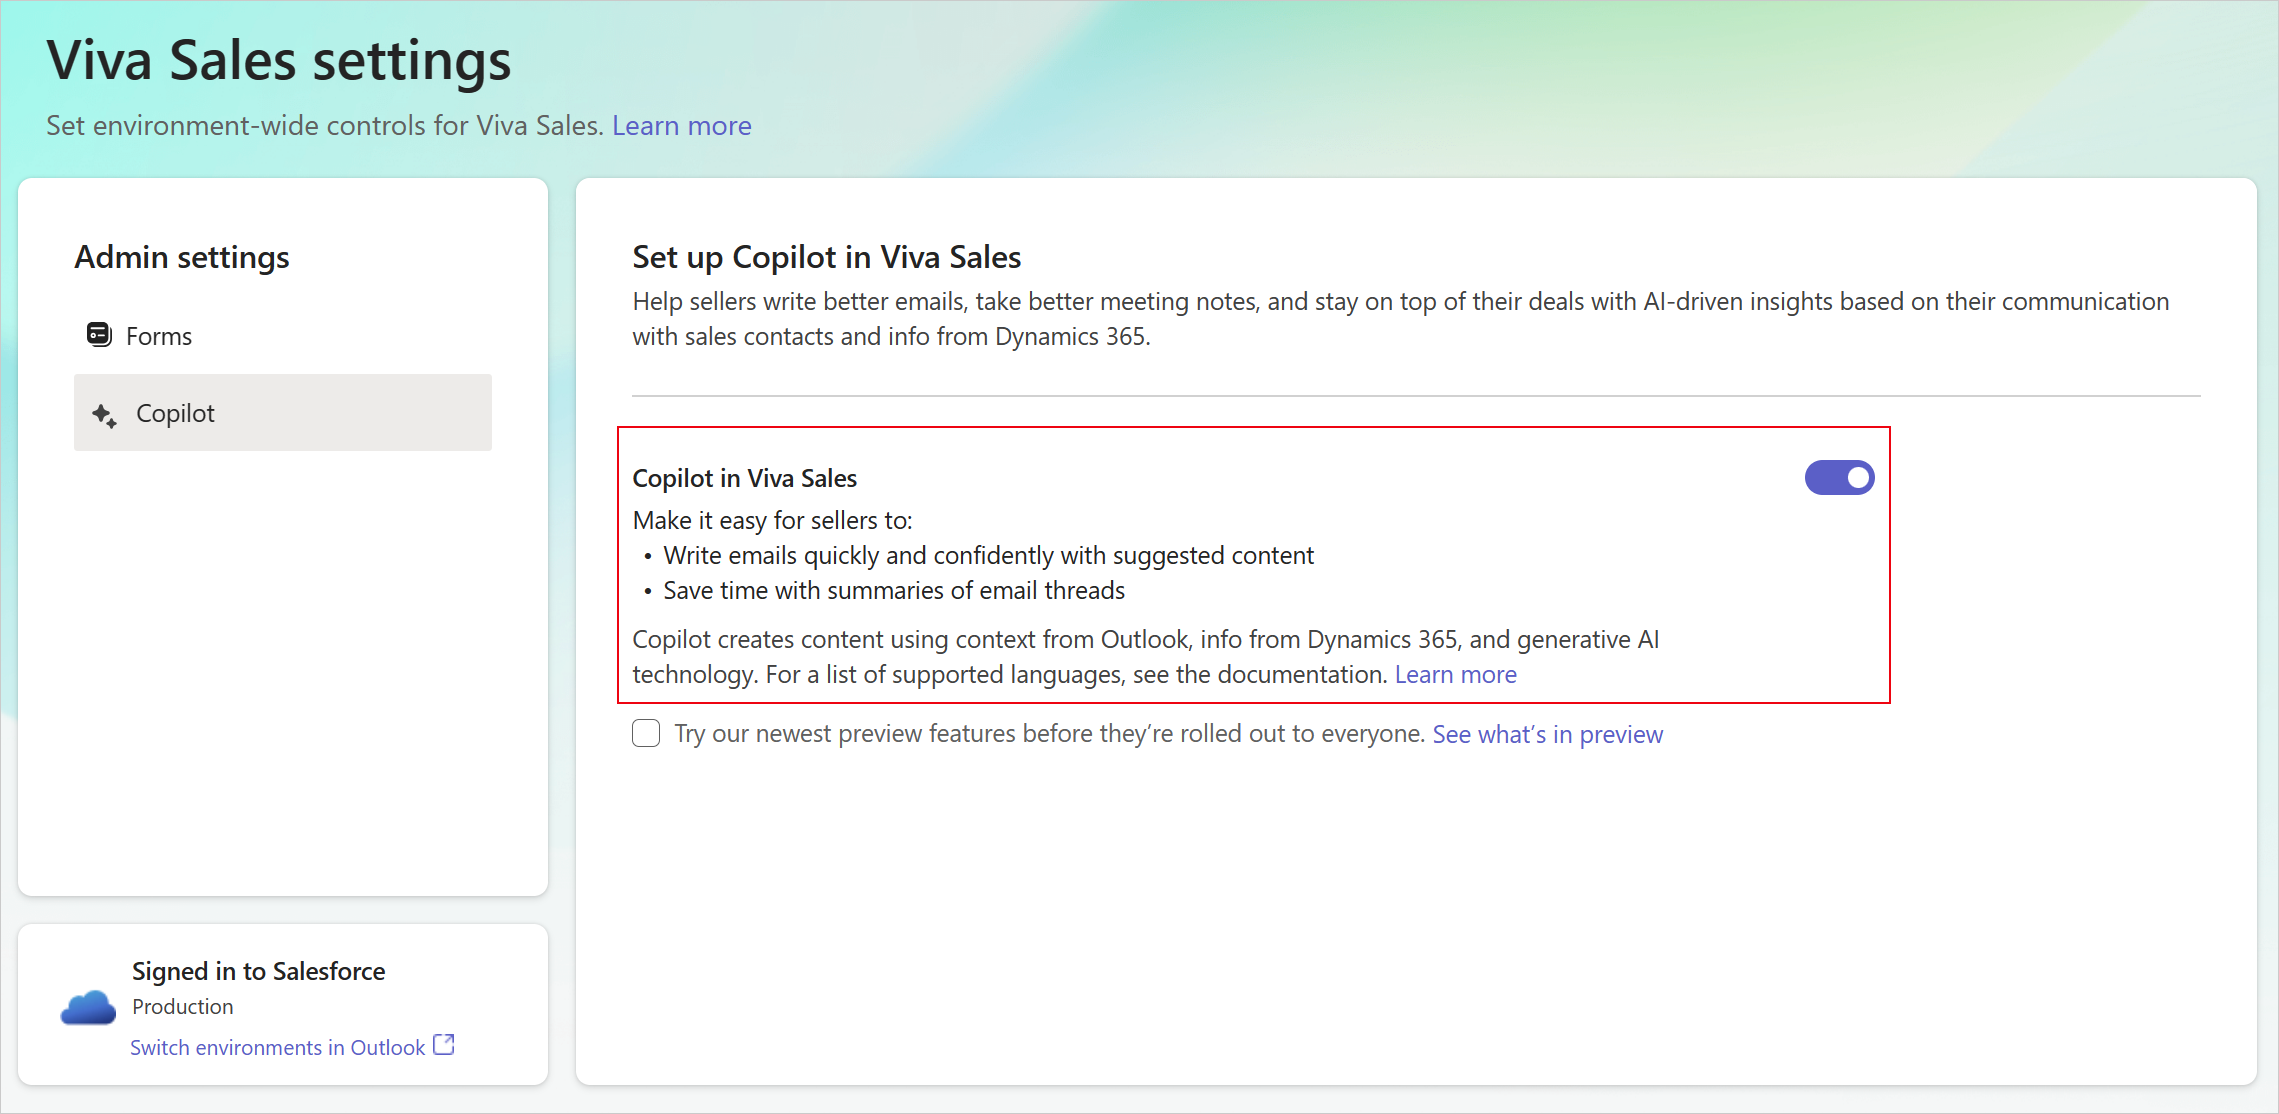 Viva Sales settings
Set environment-wide controls for Viva Sales. Learn more
Admin settings
Forms
Copilot
Signed in to Salesforce
Production
Switch environments in Outlook
Set up Copilot in Viva Sales
Help sellers write better emails, take better meeting notes, and stay on top of their deals with AI-driven insights based on their communication
with sales contacts and info from Dynamics 365.
Copilot in Viva Sales
Make it easy for sellers to:
• Write emails quickly and confidently with suggested content
• Save time with summaries of email threads
Copilot creates content using context from Outlook, info from Dynamics 365, and generative AI
technology. For a list of supported languages, see the documentation. Learn more
Try our newest preview features before they’re rolled out to everyone. See what’s in preview